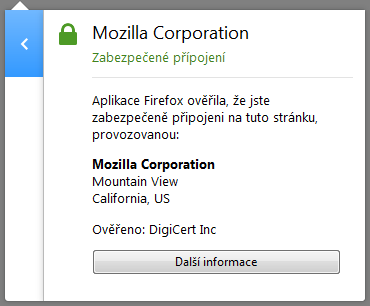 Mozilla Corporation
Zabezpečené připojení
Aplikace Firefox ověřila, že jste
zabezpečeně připojeni na tuto stránku,
provozovanou:
Mozilla Corporation
Mountain View
California, US
Ověřeno: DigiCert Inc
Další informace